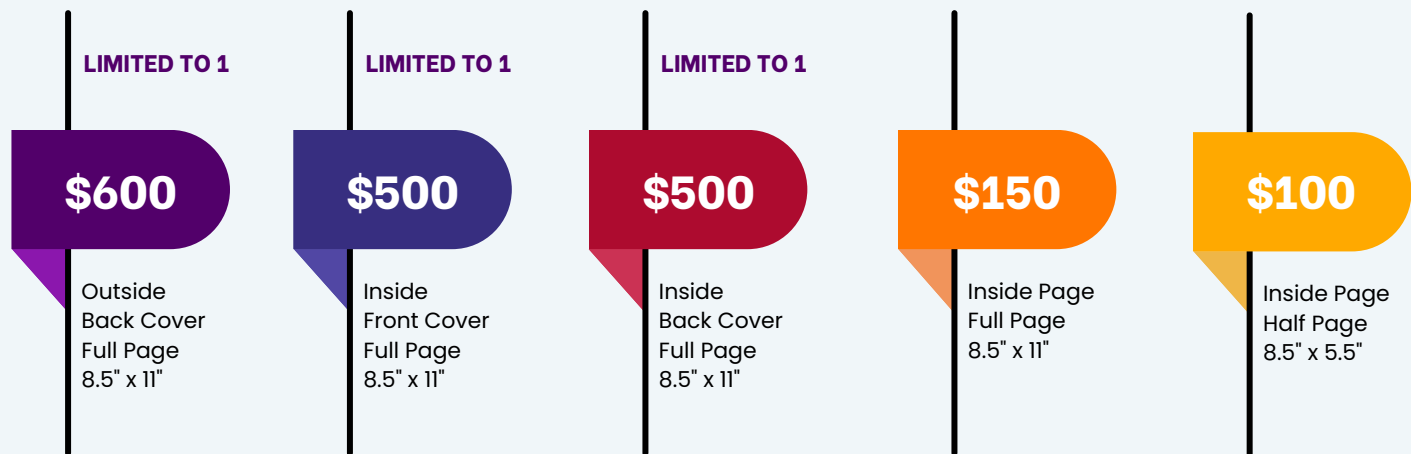 LIMITED TO 1
$600
Outside
Back Cover
Full Page
8.5" x 11"
LIMITED TO 1
$500
Inside
Front Cover
Full Page
8.5" x 11"
LIMITED TO 1
$500
Inside
Back Cover
Full Page
8.5" x 11"
$150
Inside Page
Full Page
8.5" x 11"
$100
Inside Page
Half Page
8.5" x 5.5"